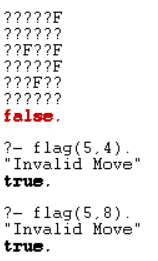 ?????F
??????
??F??F
?????F
???F??
??????
false.
?- flag(5,4).
"Invalid Move"
true.
?- flag(5,8).
"Invalid Move"
true.